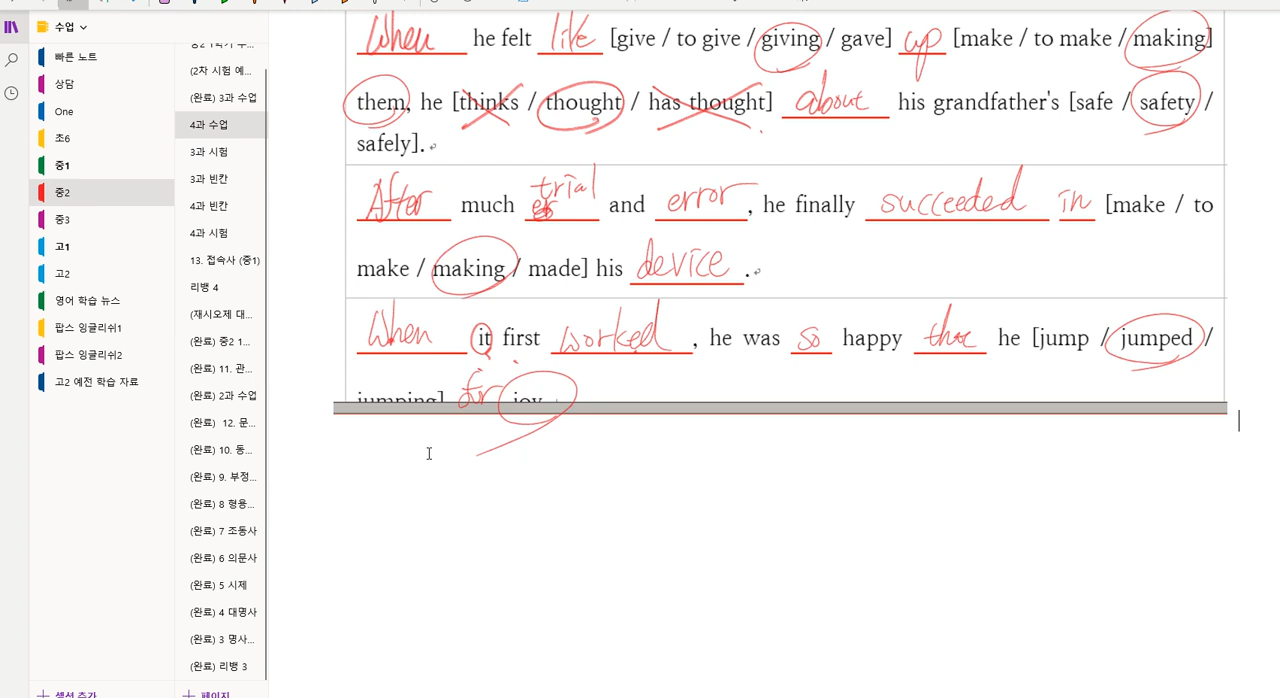 수업
빠른 노트
상담
One
초6
중1
중2
중3
고1
고2
영어 학습 뉴스
팝스 잉글리쉬1
팝스 잉글리쉬2
고2 예전 학습 자료
섹션 추가
(2차 시험 예...
(완료) 3과 수업
4과 수업
3과 시험
3과 빈칸
4과 빈칸
4과 시험
13. 접속사 (중1)
리뱅 4
(재시오제 대...
(완료) 중2 1...
(완료) 11. 관...
(완료) 2과 수업
(완료) 12. 문...
(완료) 10. 동...
(완료) 9. 부정...
(완료) 8 형용...
(완료) 7 조동사
(완료) 6 의문사
(완료) 5 시제
(완료) 4 대명사
(완료) 3 명사...
(완료) 리뱅 3
페이지
When he felt like [give / to give / giving / gave] up [make / to make / making]
them, he [thinks / thought / has thought] about his grandfather's [safe / safety /
safely].
After much trial and error, he finally succeeded in [make / to
make / making / made] his device.
When it first worked, he was so happy that he [jump / jumped /
jumping] for joy